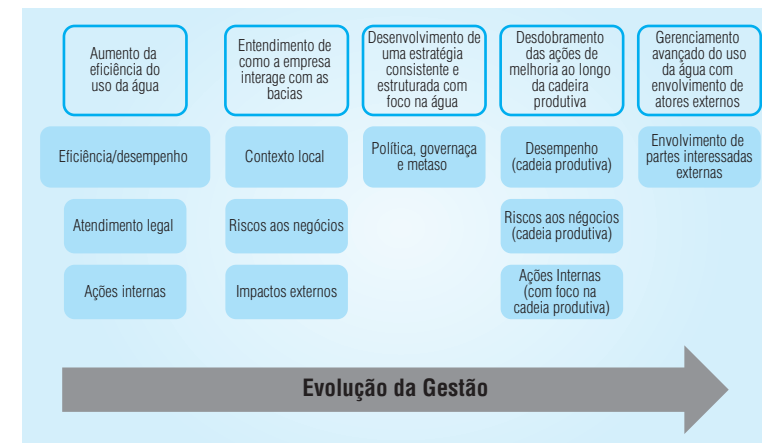 Aumento da
eficiência do
uso da água
Entendimento de
como a empresa
interage com as
bacias
Desenvolvimento de
uma estratégia
consistente e
estruturada com
foco na água
Desdobramento
das ações de
melhoria ao longo
da cadeira
produtiva
Gerenciamento
avançado do uso
da água com
envolvimento de
atores externos
Eficiência/desempenho
Contexto local
Política, governaça
e metaso
Desempenho
(cadeia produtiva)
Envolvimento de
partes interessadas
externas
Atendimento legal
Riscos aos negócios
Riscos aos négocios
(cadeia produtiva)
Ações internas
Impactos externos
Ações Internas
(com foco na
cadeia produtiva)
Evolução da Gestão